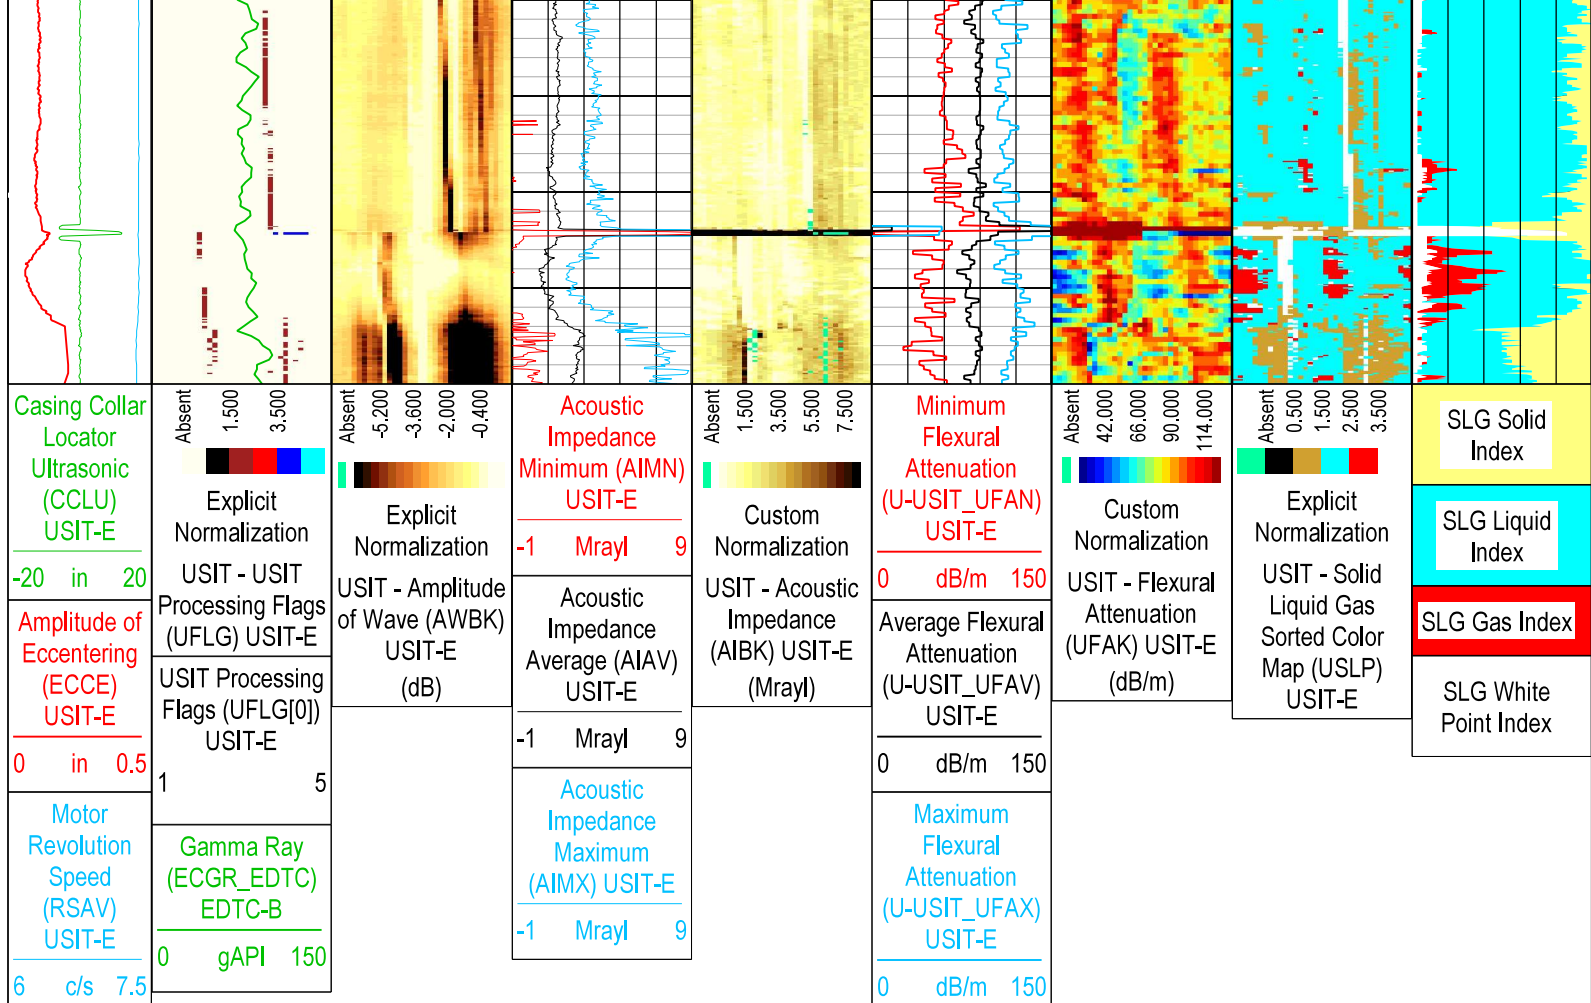 Casing Collar
Locator
Ultrasonic
(CCLU)
USIT-E
-20 in 20
Amplitude of
Eccentering
(ECCE)
USIT-E
0 in 0.5
Motor
Revolution
Speed
(RSAV)
USIT-E
6 c/s 7.5
Absent 1.500 3.500
Explicit
Normalization
USIT - USIT
Processing Flags
(UFLG) USIT-E
USIT Processing
Flags (UFLG[0])
USIT-E
1 5
Gamma Ray
(ECGR_EDTC)
EDTC-B
0 gAPI 150
Absent -5.200 -3.600 -2.000 -0.400
Explicit
Normalization
USIT - Amplitude
of Wave (AWBK)
USIT-E
(dB)
Acoustic
Impedance
Minimum (AIMN)
USIT-E
-1 Mrayl 9
Acoustic
Impedance
Average (AIAV)
USIT-E
-1 Mrayl 9
Acoustic
Impedance
Maximum
(AIMX) USIT-E
-1 Mrayl 9
Absent 1.500 3.500 5.500 7.500
Custom
Normalization
USIT - Acoustic
Impedance
(AIBK) USIT-E
(Mrayl)
Minimum
Flexural
Attenuation
(U-USIT_UFAN)
USIT-E
0 dB/m 150
Average Flexural
Attenuation
(U-USIT_UFAV)
USIT-E
0 dB/m 150
Maximum
Flexural
Attenuation
(U-USIT_UFAX)
USIT-E
0 dB/m 150
Absent 42.000 66.000 90.000 114.000
Custom
Normalization
USIT - Flexural
Attenuation
(UFAK) USIT-E
(dB/m)
Absent 0.500 1.500 2.500 3.500
Explicit
Normalization
USIT - Solid
Liquid Gas
Sorted Color
Map (USLP)
USIT-E
SLG Solid
Index
SLG Liquid
Index
SLG Gas Index
SLG White
Point Index